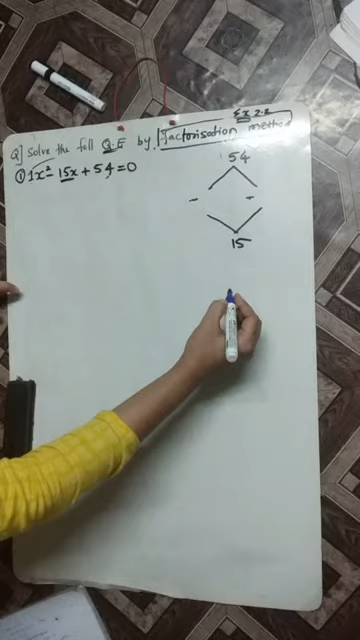 Ex 2.2
Q] Solve the foll Q.E by Factorisation method
① 1x² - 15x + 54 = 0
54
- -
15